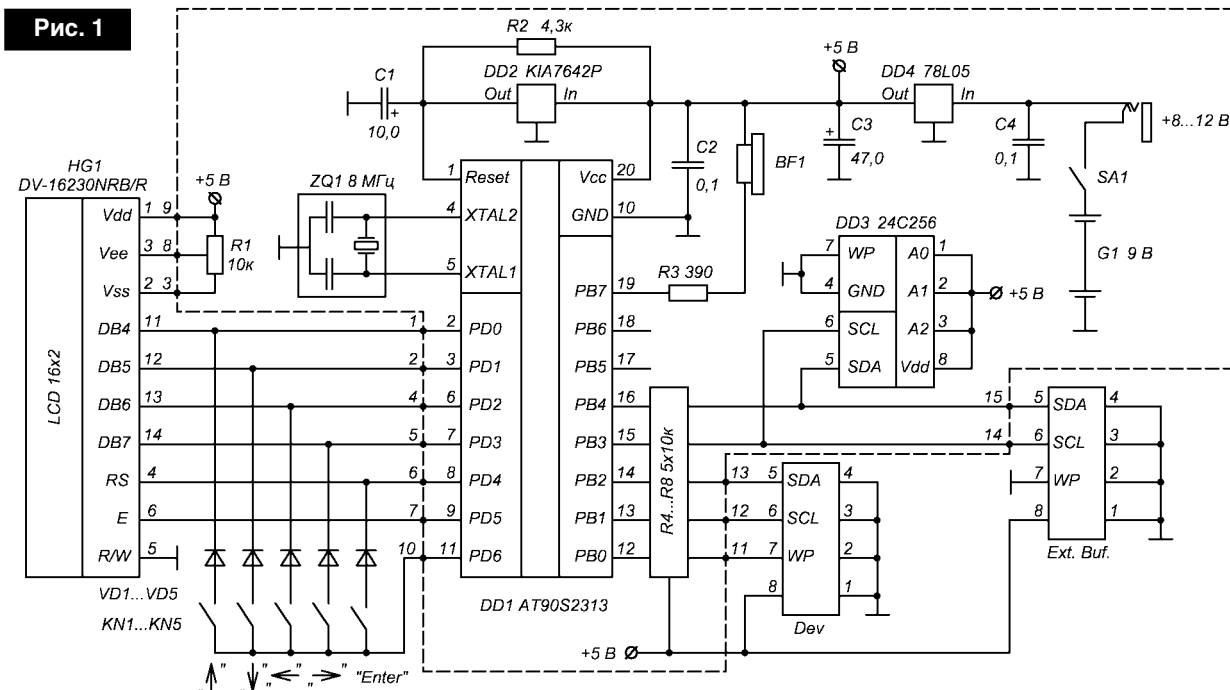 Рис. 1
R2 4,3к
DD2 KIA7642P
Out In
C1
+
10,0
+5 В
DD4 78L05
Out In
+8...12 В
C2
0,1
BF1
+ C3
47,0
C4
0,1
SA1
G1 9 В
HG1
DV-16230NRB/R
+5 В
R1
10к
ZQ1 8 МГц
LCD 16x2
Vdd 1 9
Vee 3 8
Vss 2 3
DB4 11 1
DB5 12 2
DB6 13 4
DB7 14 5
RS 4 6
E 6 7
R/W 5 10
1 Reset
4 XTAL2
5 XTAL1
2 PD0
3 PD1
6 PD2
7 PD3
8 PD4
9 PD5
11 PD6
Vcc 20
GND 10
PB7 19
PB6 18
PB5 17
PB4 16
PB3 15
PB2 14
PB1 13
PB0 12
DD1 AT90S2313
R3 390
R4...R8 5x10к
DD3 24C256
7 WP A0 1
4 GND A1 2
6 SCL A2 3
5 SDA Vdd 8
+5 В
15 5 SDA 4
14 6 SCL 3
7 WP 2
8 1
Ext. Buf.
13 5 SDA 4
12 6 SCL 3
11 7 WP 2
8 1
Dev
+5 В
VD1...VD5
KN1...KN5
"↑" "↓" "←" "→" "Enter"